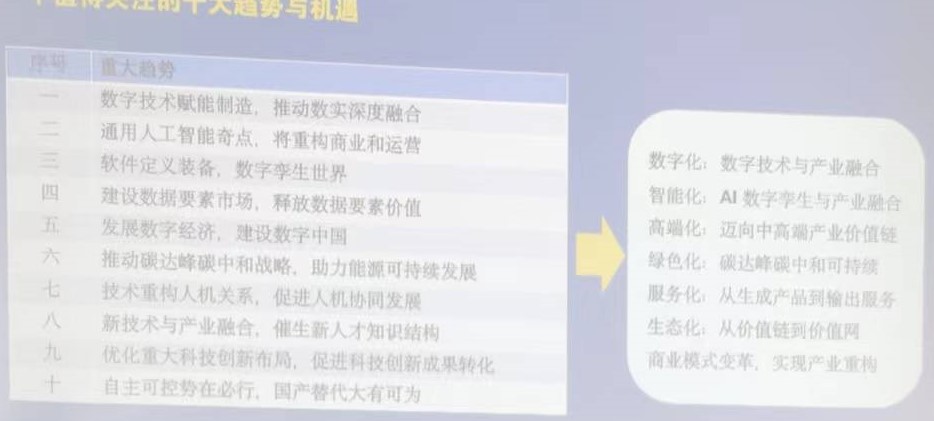 值得关注的十大趋势与机遇
序号 重大趋势
一 数字技术赋能制造，推动数实深度融合
二 通用人工智能奇点，将重构商业和运营
三 软件定义装备，数字孪生世界
四 建设数据要素市场，释放数据要素价值
五 发展数字经济，建设数字中国
六 推动碳达峰碳中和战略，助力能源可持续发展
七 技术重构人机关系，促进人机协同发展
八 新技术与产业融合，催生新人才知识结构
九 优化重大科技创新布局，促进科技创新成果转化
十 自主可控势在必行，国产替代大有可为
数字化：数字技术与产业融合
智能化：AI 数字孪生与产业融合
高端化：迈向中高端产业价值链
绿色化：碳达峰碳中和可持续
服务化：从生成产品到输出服务
生态化：从价值链到价值网
商业模式变革，实现产业重构